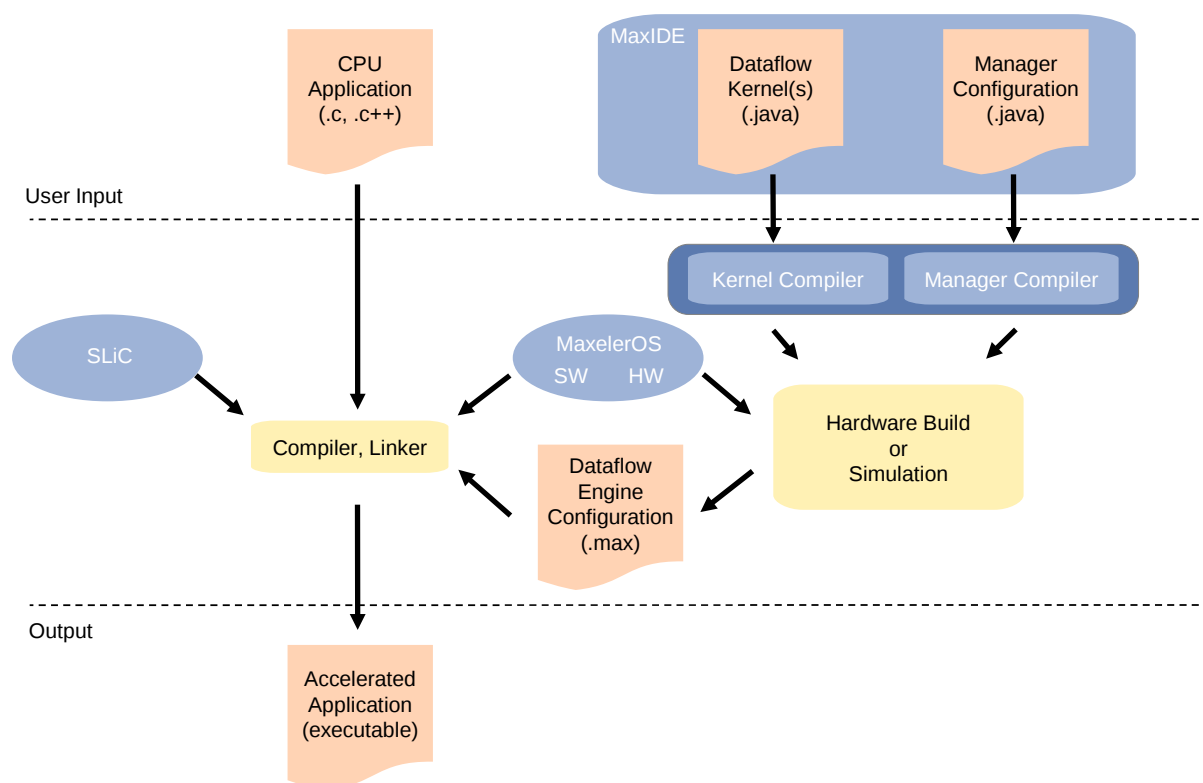 MaxIDE
CPU
Application
(.c, .c++)
Dataflow
Kernel(s)
(.java)
Manager
Configuration
(.java)
User Input
Kernel Compiler
Manager Compiler
SLiC
MaxelerOS
SW HW
Compiler, Linker
Hardware Build
or
Simulation
Dataflow
Engine
Configuration
(.max)
Output
Accelerated
Application
(executable)